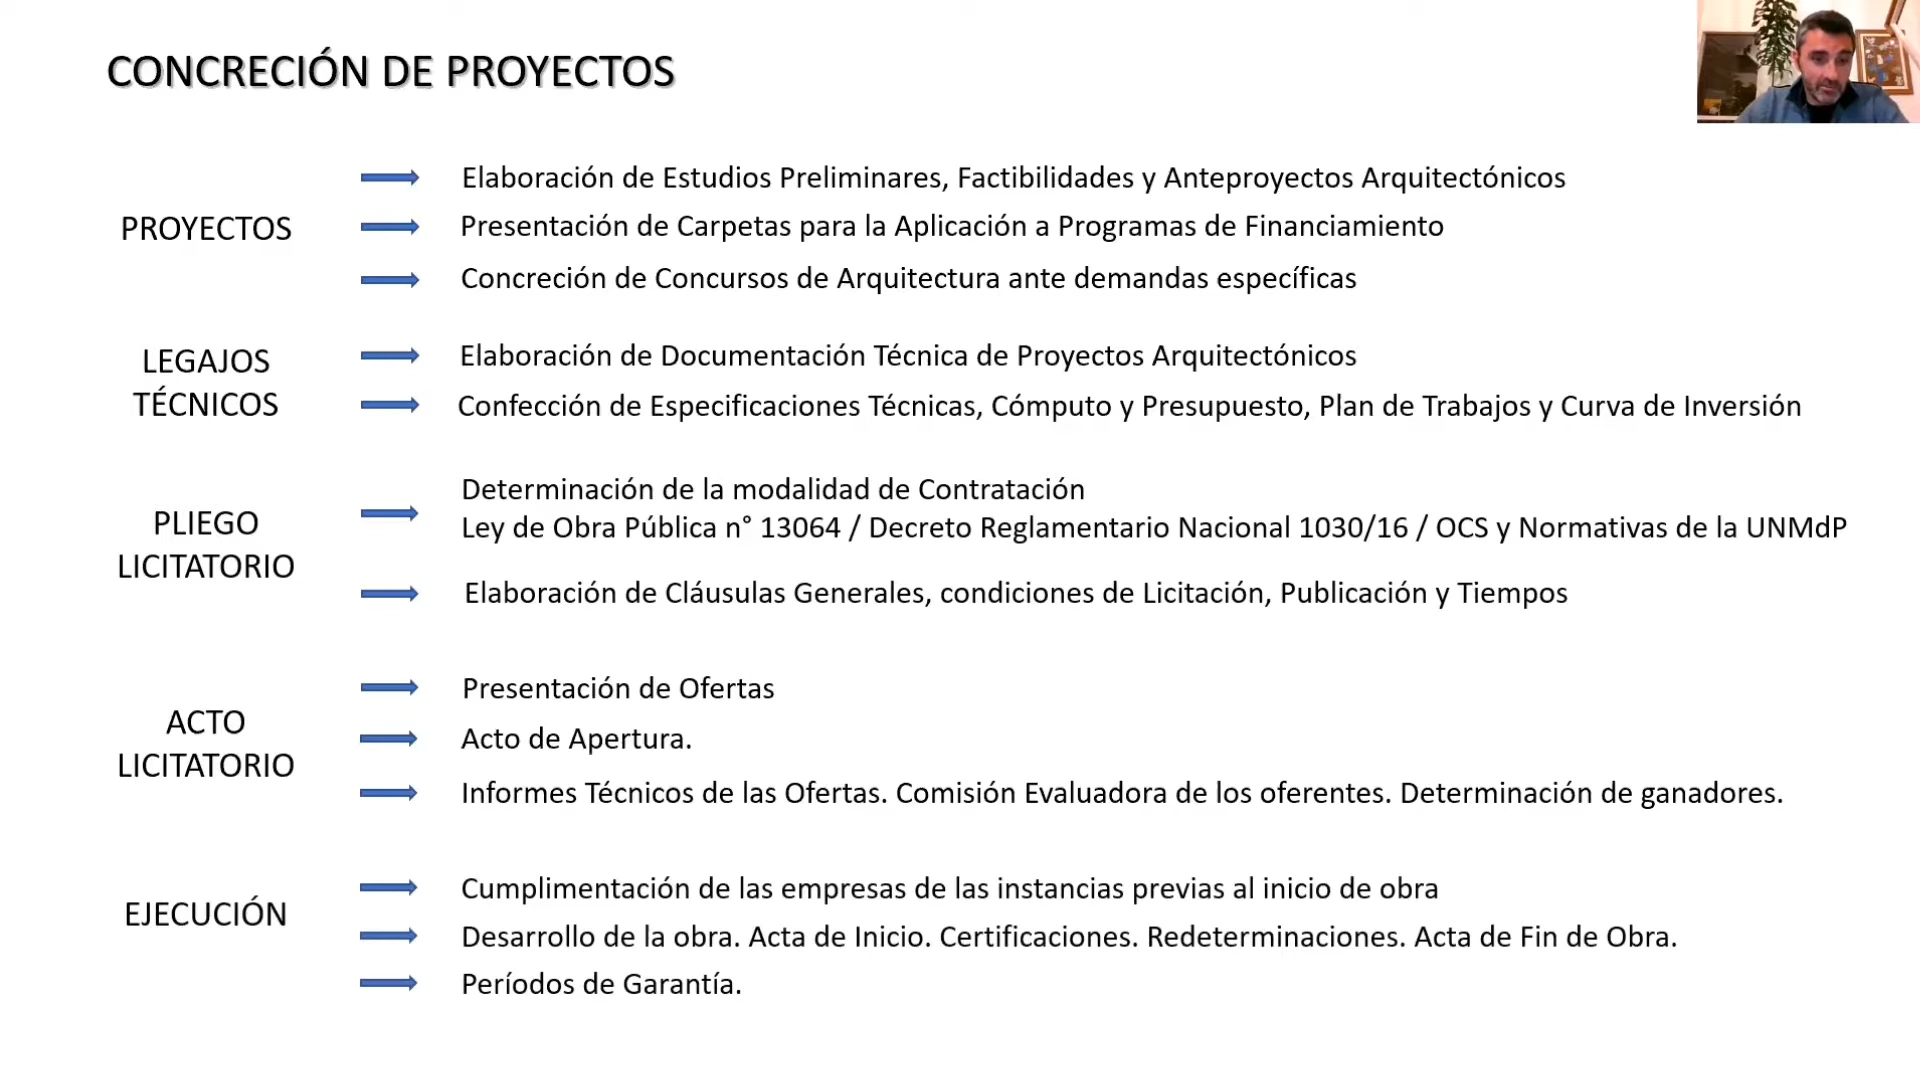 CONCRECIÓN DE PROYECTOS
PROYECTOS
Elaboración de Estudios Preliminares, Factibilidades y Anteproyectos Arquitectónicos
Presentación de Carpetas para la Aplicación a Programas de Financiamiento
Concreción de Concursos de Arquitectura ante demandas específicas
LEGAJOS
TÉCNICOS
Elaboración de Documentación Técnica de Proyectos Arquitectónicos
Confección de Especificaciones Técnicas, Cómputo y Presupuesto, Plan de Trabajos y Curva de Inversión
PLIEGO
LICITATORIO
Determinación de la modalidad de Contratación
Ley de Obra Pública n° 13064 / Decreto Reglamentario Nacional 1030/16 / OCS y Normativas de la UNMdP
Elaboración de Cláusulas Generales, condiciones de Licitación, Publicación y Tiempos
ACTO
LICITATORIO
Presentación de Ofertas
Acto de Apertura.
Informes Técnicos de las Ofertas. Comisión Evaluadora de los oferentes. Determinación de ganadores.
EJECUCIÓN
Cumplimentación de las empresas de las instancias previas al inicio de obra
Desarrollo de la obra. Acta de Inicio. Certificaciones. Redeterminaciones. Acta de Fin de Obra.
Períodos de Garantía.